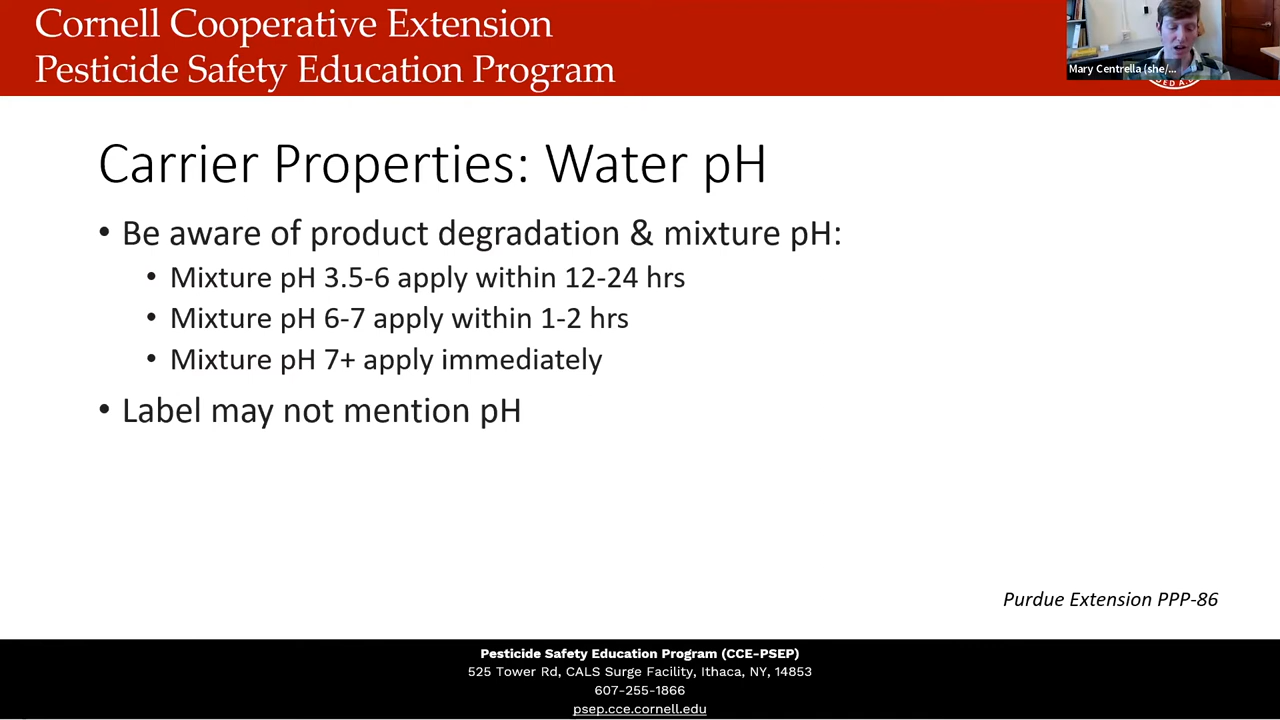 Cornell Cooperative Extension
Pesticide Safety Education Program
Mary Centrella (she/...
Carrier Properties: Water pH
• Be aware of product degradation & mixture pH:
• Mixture pH 3.5-6 apply within 12-24 hrs
• Mixture pH 6-7 apply within 1-2 hrs
• Mixture pH 7+ apply immediately
• Label may not mention pH
Purdue Extension PPP-86
Pesticide Safety Education Program (CCE-PSEP)
525 Tower Rd, CALS Surge Facility, Ithaca, NY, 14853
607-255-1866
psep.cce.cornell.edu